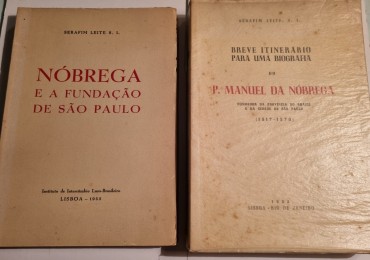 SERAFIM LEITE S. I.
NÓBREGA
E A FUNDAÇÃO
DE SÃO PAULO
Instituto de Intercâmbio Luso-Brasileiro
LISBOA - 1953
SERAFIM LEITE, S. I.
BREVE ITINERÁRIO
PARA UMA BIOGRAFIA
DO
P. MANUEL DA NÓBREGA
FUNDADOR DA PROVÍNCIA DO BRASIL
E DA CIDADE DE SÃO PAULO
(1517-1570)
LISBOA - RIO DE JANEIRO